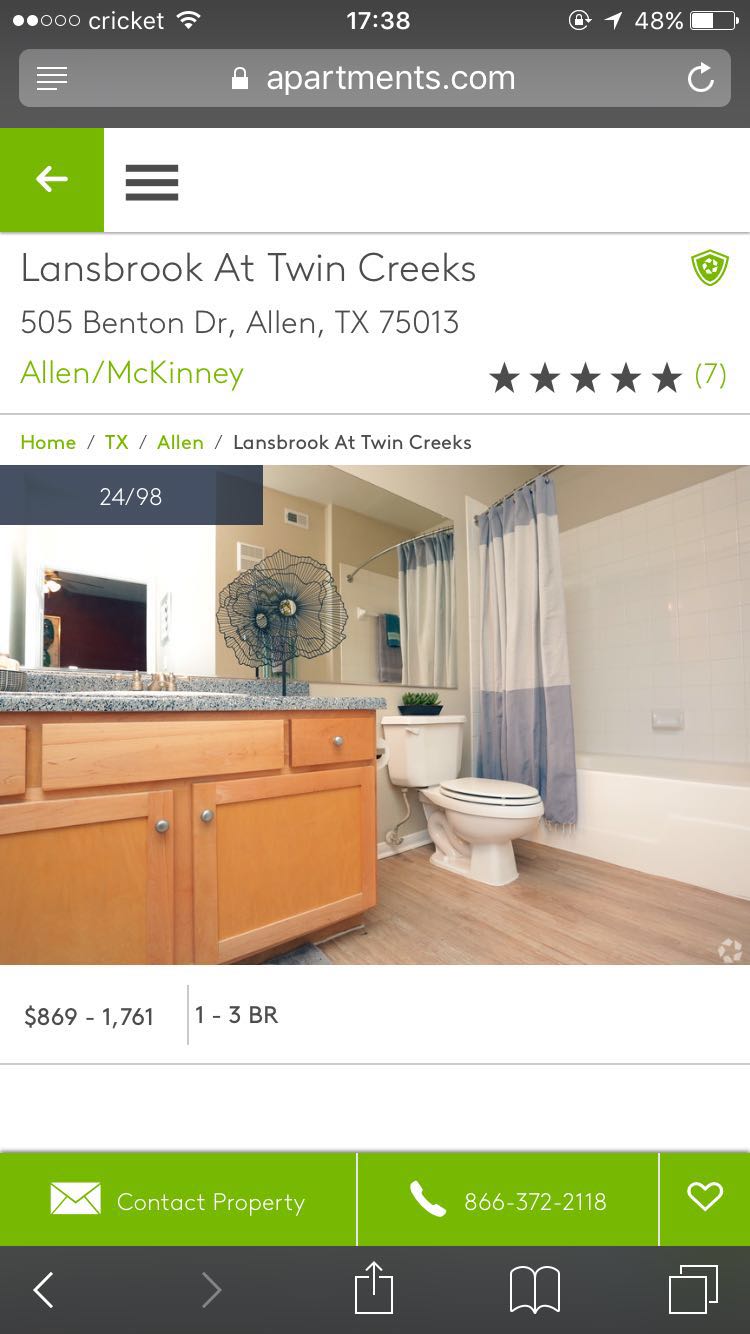 cricket 17:38 48%
apartments.com
Lansbrook At Twin Creeks
505 Benton Dr, Allen, TX 75013
Allen/McKinney (7)
Home / TX / Allen / Lansbrook At Twin Creeks
24/98
$869 - 1,761 1 - 3 BR
Contact Property 866-372-2118